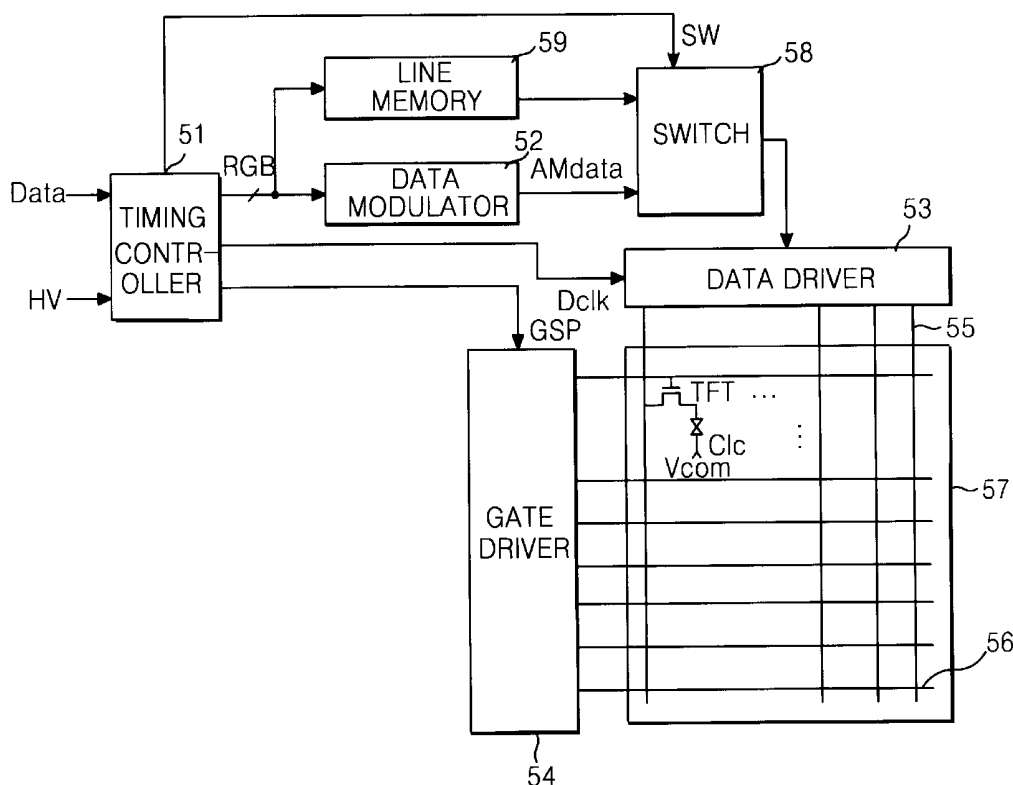 SW
59
58
LINE
MEMORY
SWITCH
51
RGB
52
AMdata
DATA
MODULATOR
Data
TIMING
CONTR-
OLLER
HV
53
DATA DRIVER
Dclk
GSP
55
TFT ...
Clc
Vcom
57
GATE
DRIVER
56
54